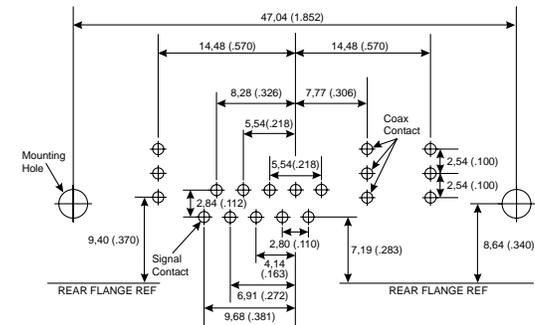 47,04 (1.852)
14,48 (.570)
14,48 (.570)
8,28 (.326)
7,77 (.306)
5,54(.218)
Coax
Contact
Mounting
Hole
5,54(.218)
2,54 (.100)
2,54 (.100)
2,84 (.112)
9,40 (.370)
2,80 (.110)
7,19 (.283)
8,64 (.340)
Signal
Contact
4,14
(.163)
REAR FLANGE REF
REAR FLANGE REF
6,91 (.272)
9,68 (.381)